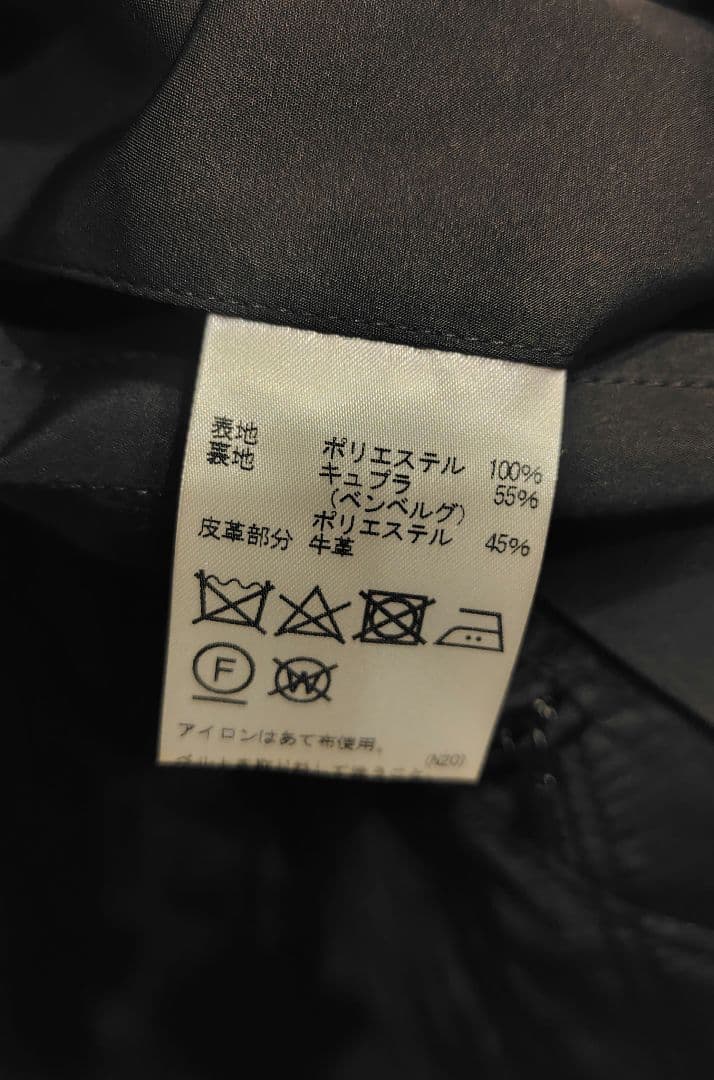 表地 ポリエステル 100%
裏地 キュプラ 55%
(ベンベルグ)
ポリエステル 45%
皮革部分 牛革
F
W
アイロンはあて布使用。
(N20)